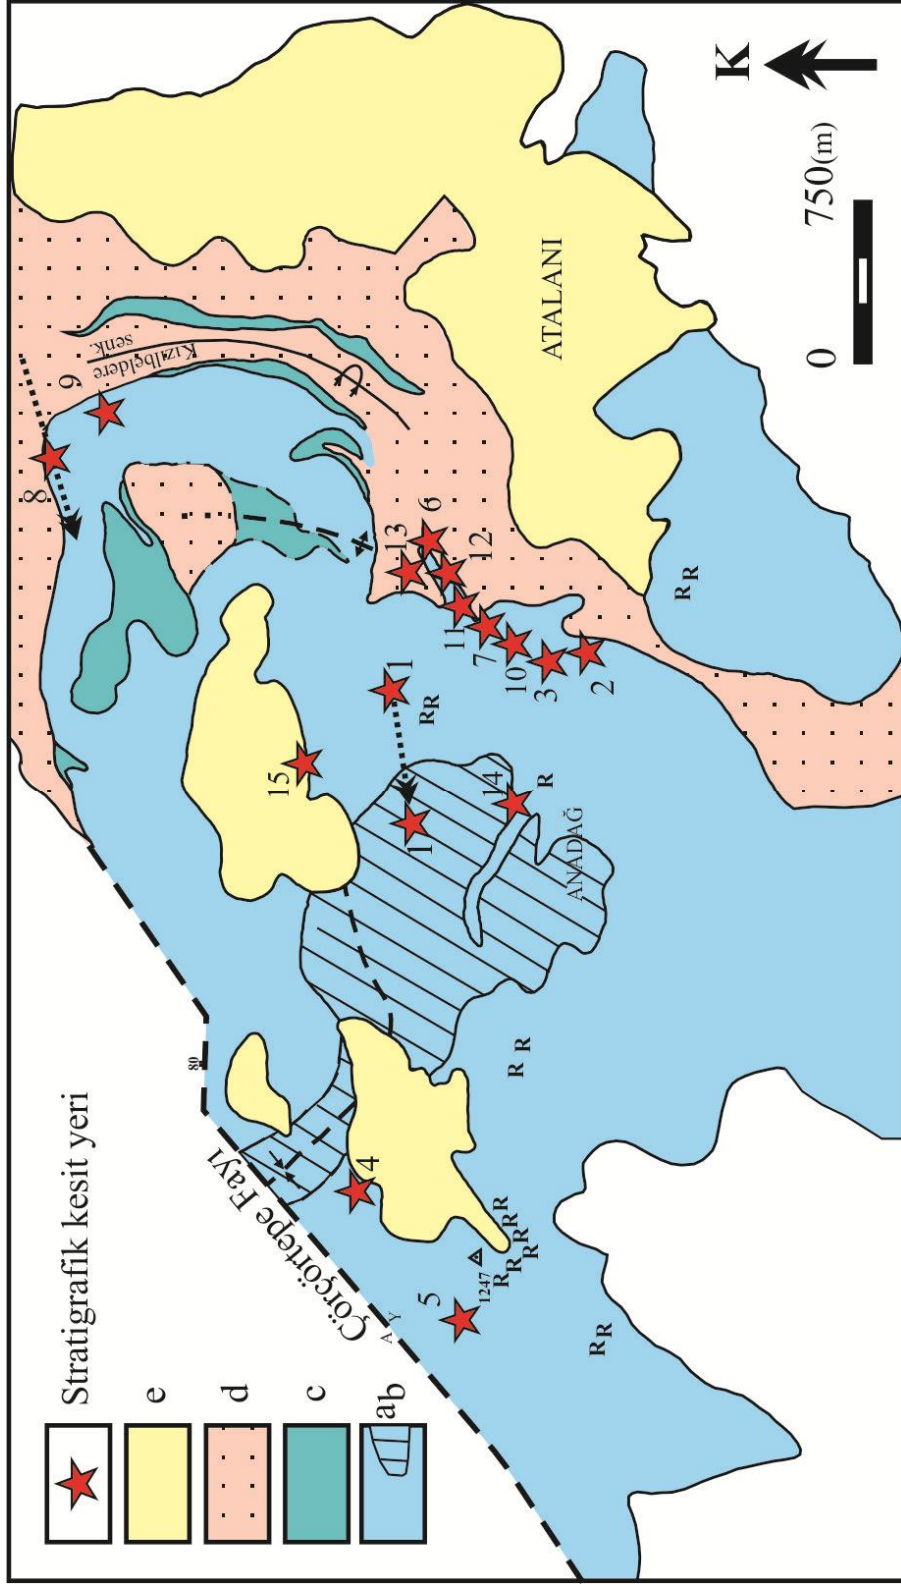 Stratigrafik kesit yeri
e
d
c
ab
Çörçörtepe Fayı
A Y
80
8
9
Kızılbeldere
senk.
15
4
5
1247
R R R R R R
R R
R R
1
1
R R
14
R
ANADAĞ
13
6
12
11
7
10
3
2
R R
ATALANI
K
0 750(m)